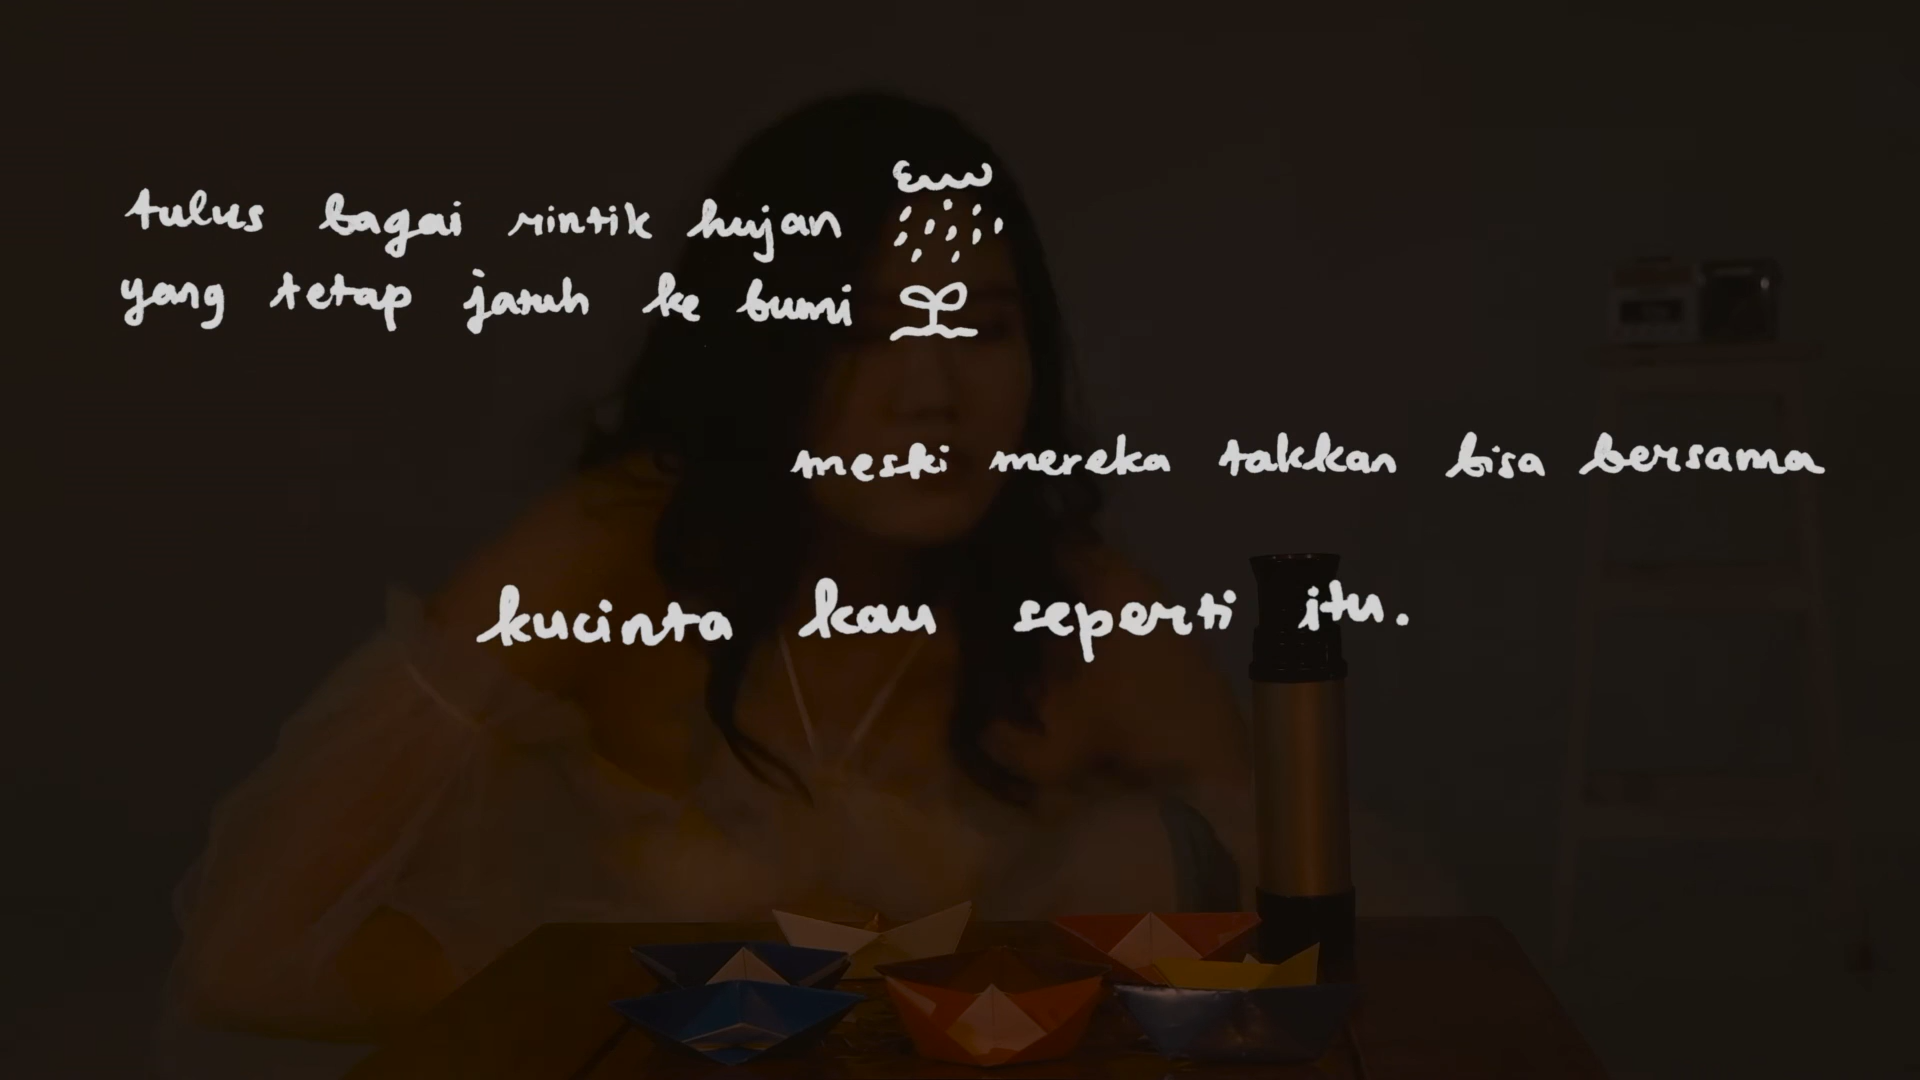 tulus bagai rintik hujan
yang tetap jatuh ke bumi
meski mereka takkan bisa bersama
kucinta kau seperti itu.